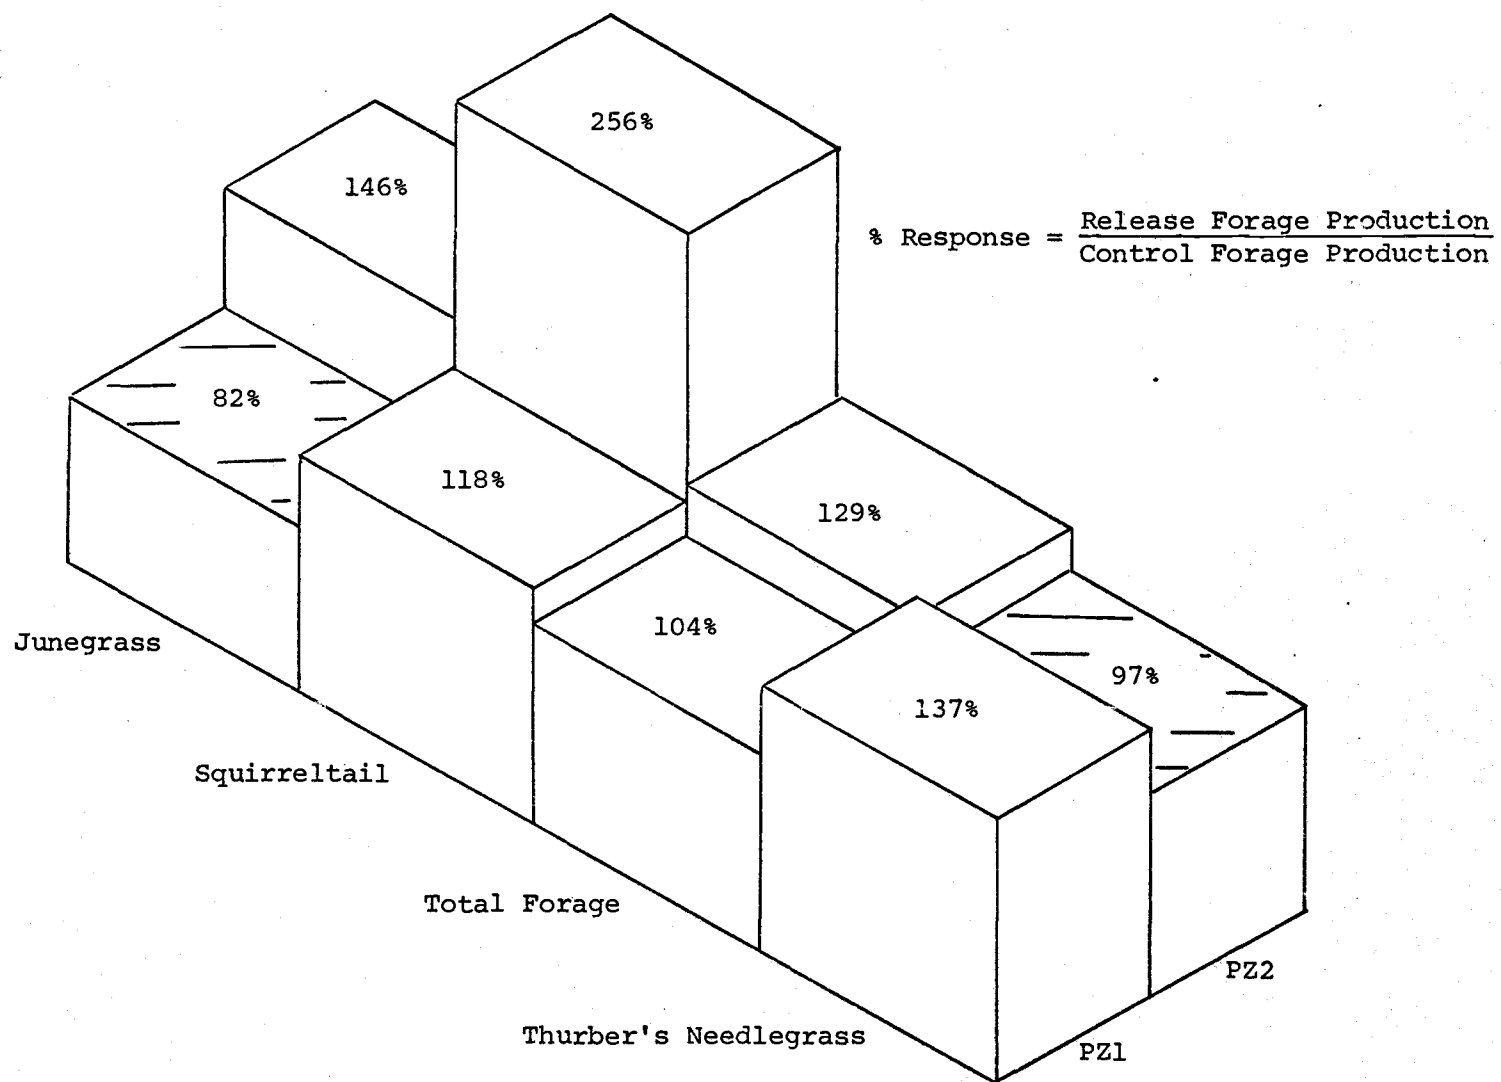 256%
146%
% Response = Release Forage Production
Control Forage Production
82%
118%
129%
104%
97%
137%
Junegrass
Squirreltail
Total Forage
Thurber's Needlegrass
PZ2
PZ1